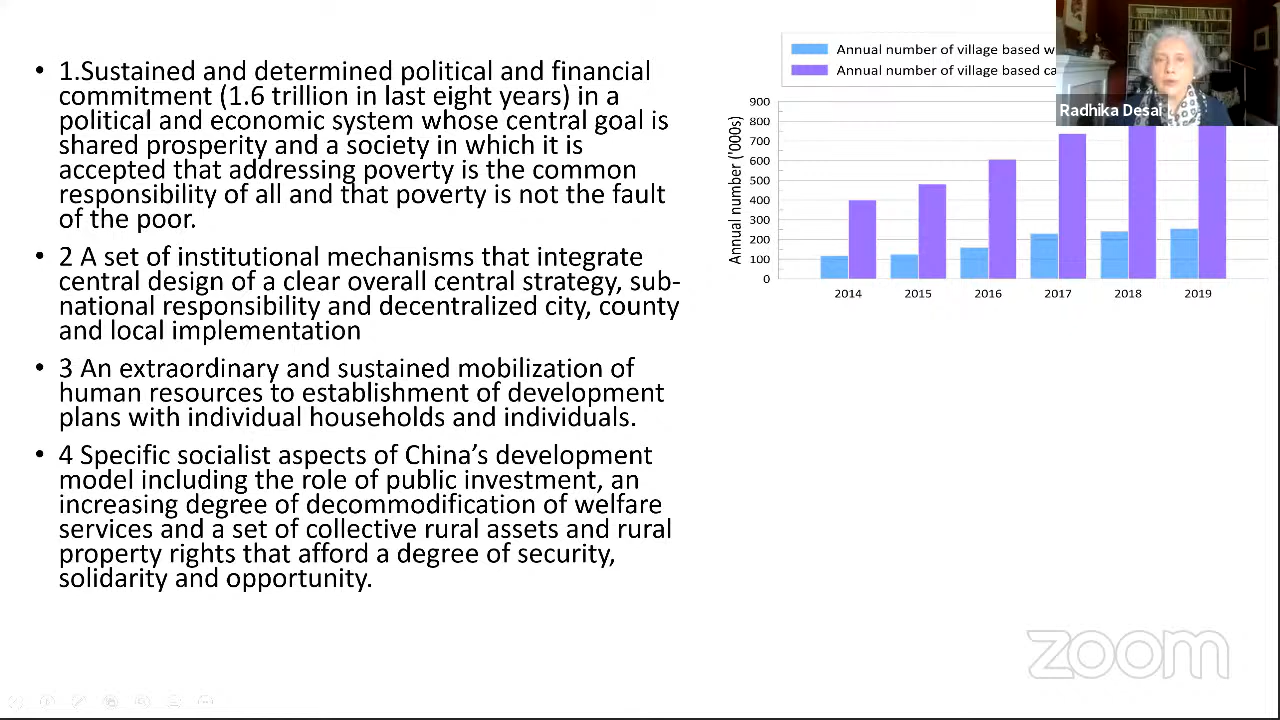 • 1.Sustained and determined political and financial
commitment (1.6 trillion in last eight years) in a
political and economic system whose central goal is
shared prosperity and a society in which it is
accepted that addressing poverty is the common
responsibility of all and that poverty is not the fault
of the poor.
• 2 A set of institutional mechanisms that integrate
central design of a clear overall central strategy, sub-
national responsibility and decentralized city, county
and local implementation
• 3 An extraordinary and sustained mobilization of
human resources to establishment of development
plans with individual households and individuals.
• 4 Specific socialist aspects of China's development
model including the role of public investment, an
increasing degree of decommodification of welfare
services and a set of collective rural assets and rural
property rights that afford a degree of security,
solidarity and opportunity.
Annual number of village based
Annual number of village based
Radhika Desai
Annual number ('000s)
900
800
700
600
500
400
300
200
100
0
2014 2015 2016 2017 2018 2019
zoom